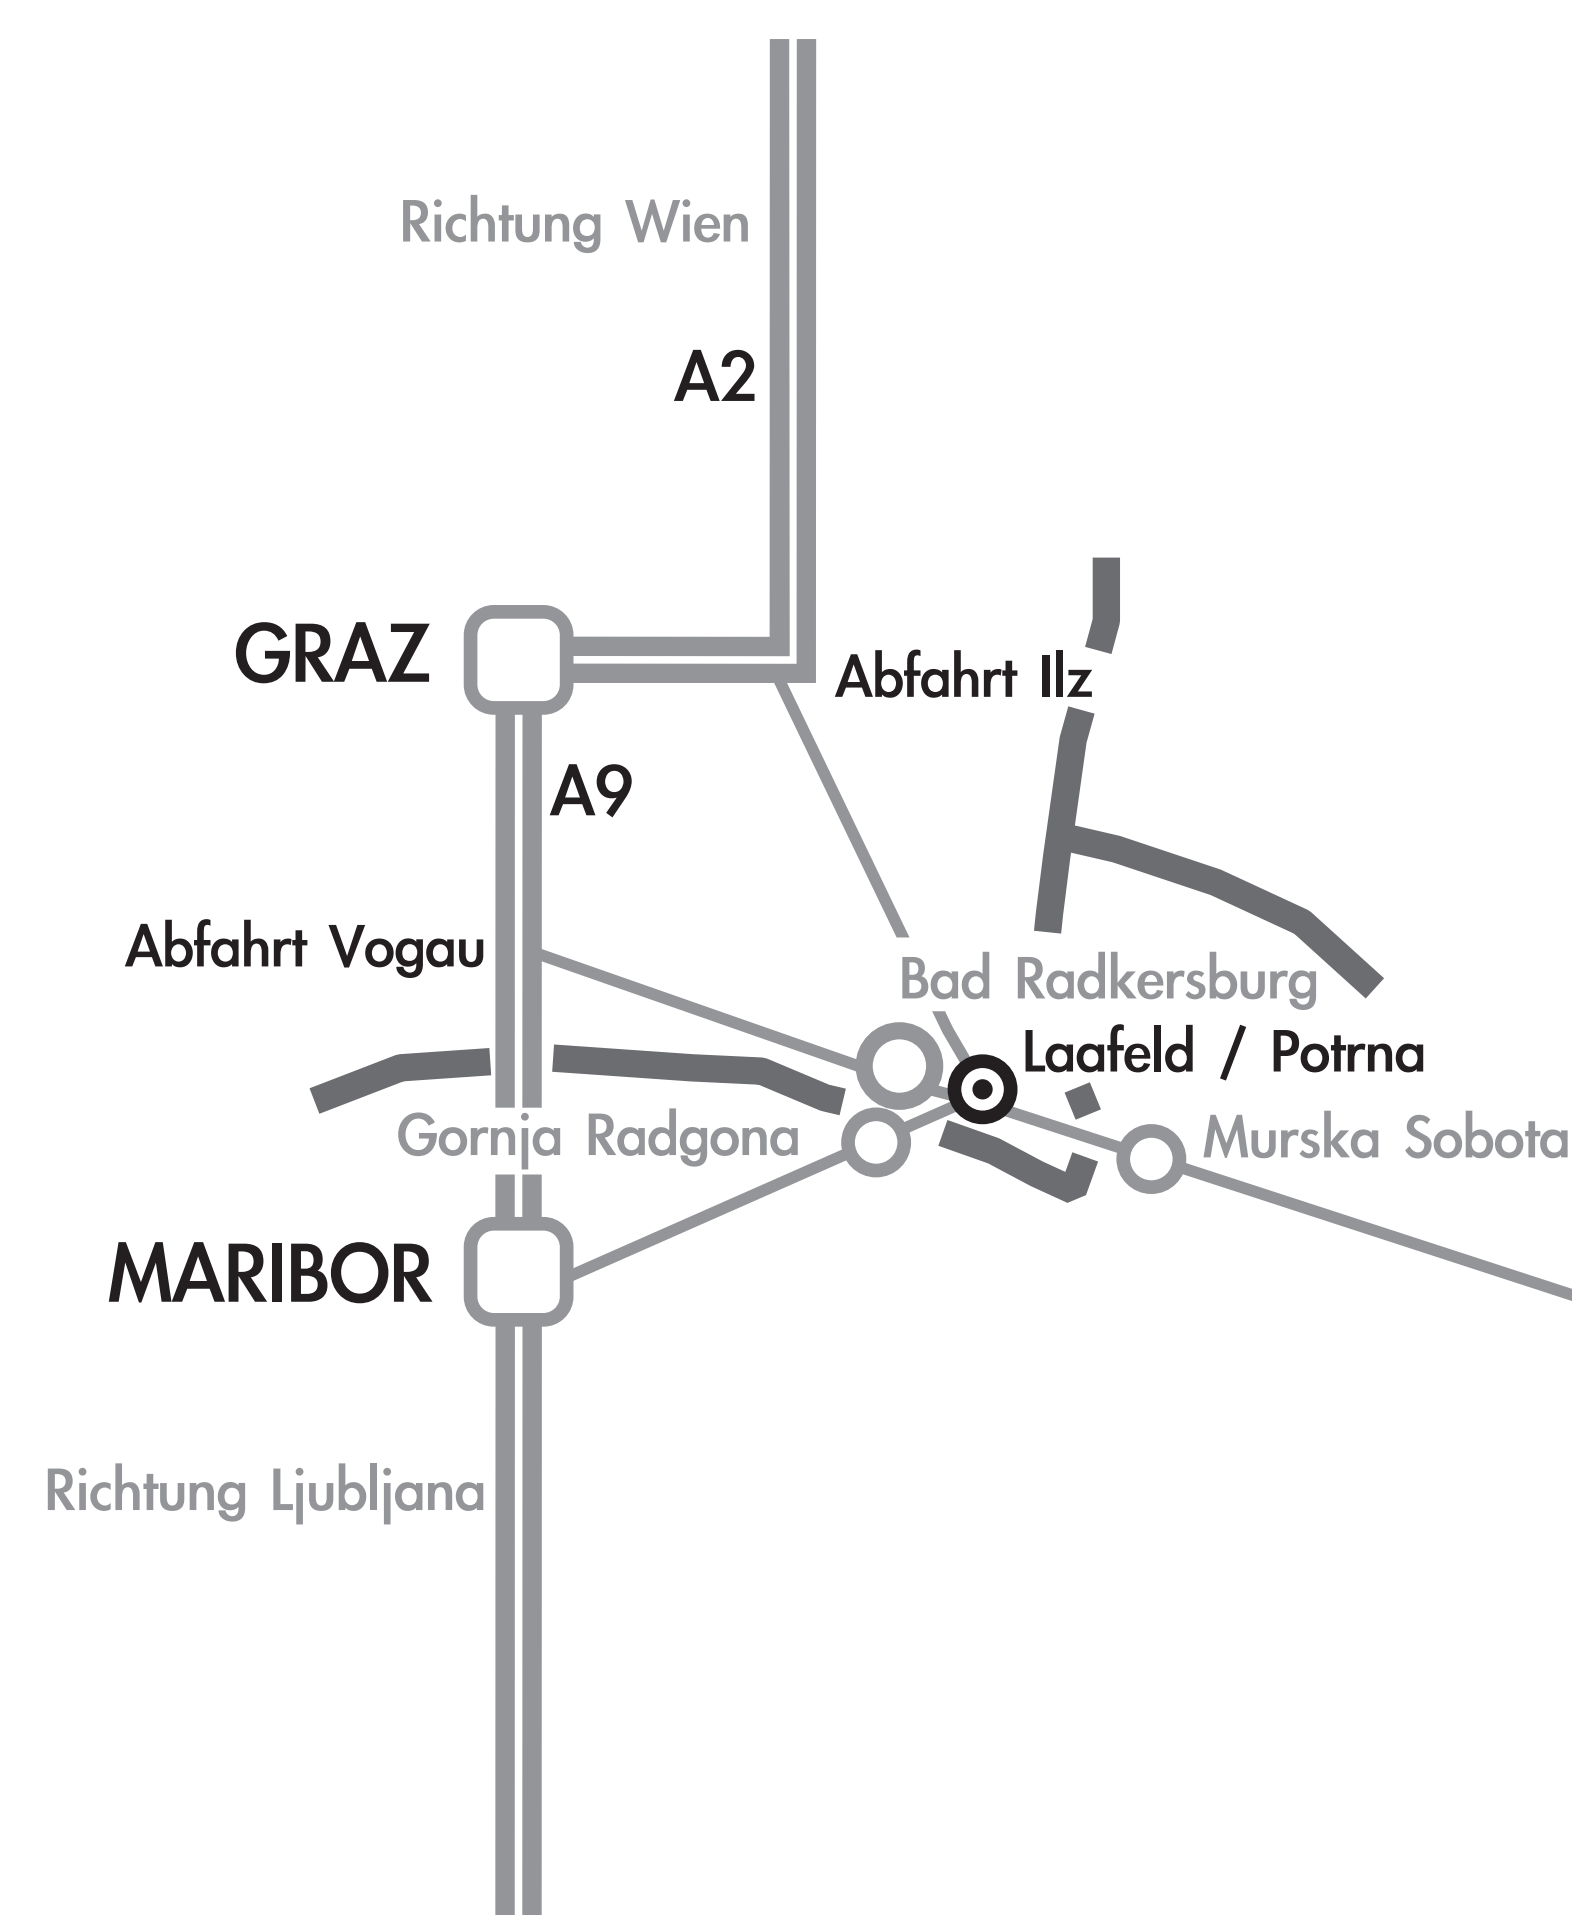 Richtung Wien
A2
GRAZ
Abfahrt Ilz
A9
Abfahrt Vogau
Bad Radkersburg
Laafeld / Potrna
Gornja Radgona
Murska Sobota
MARIBOR
Richtung Ljubljana